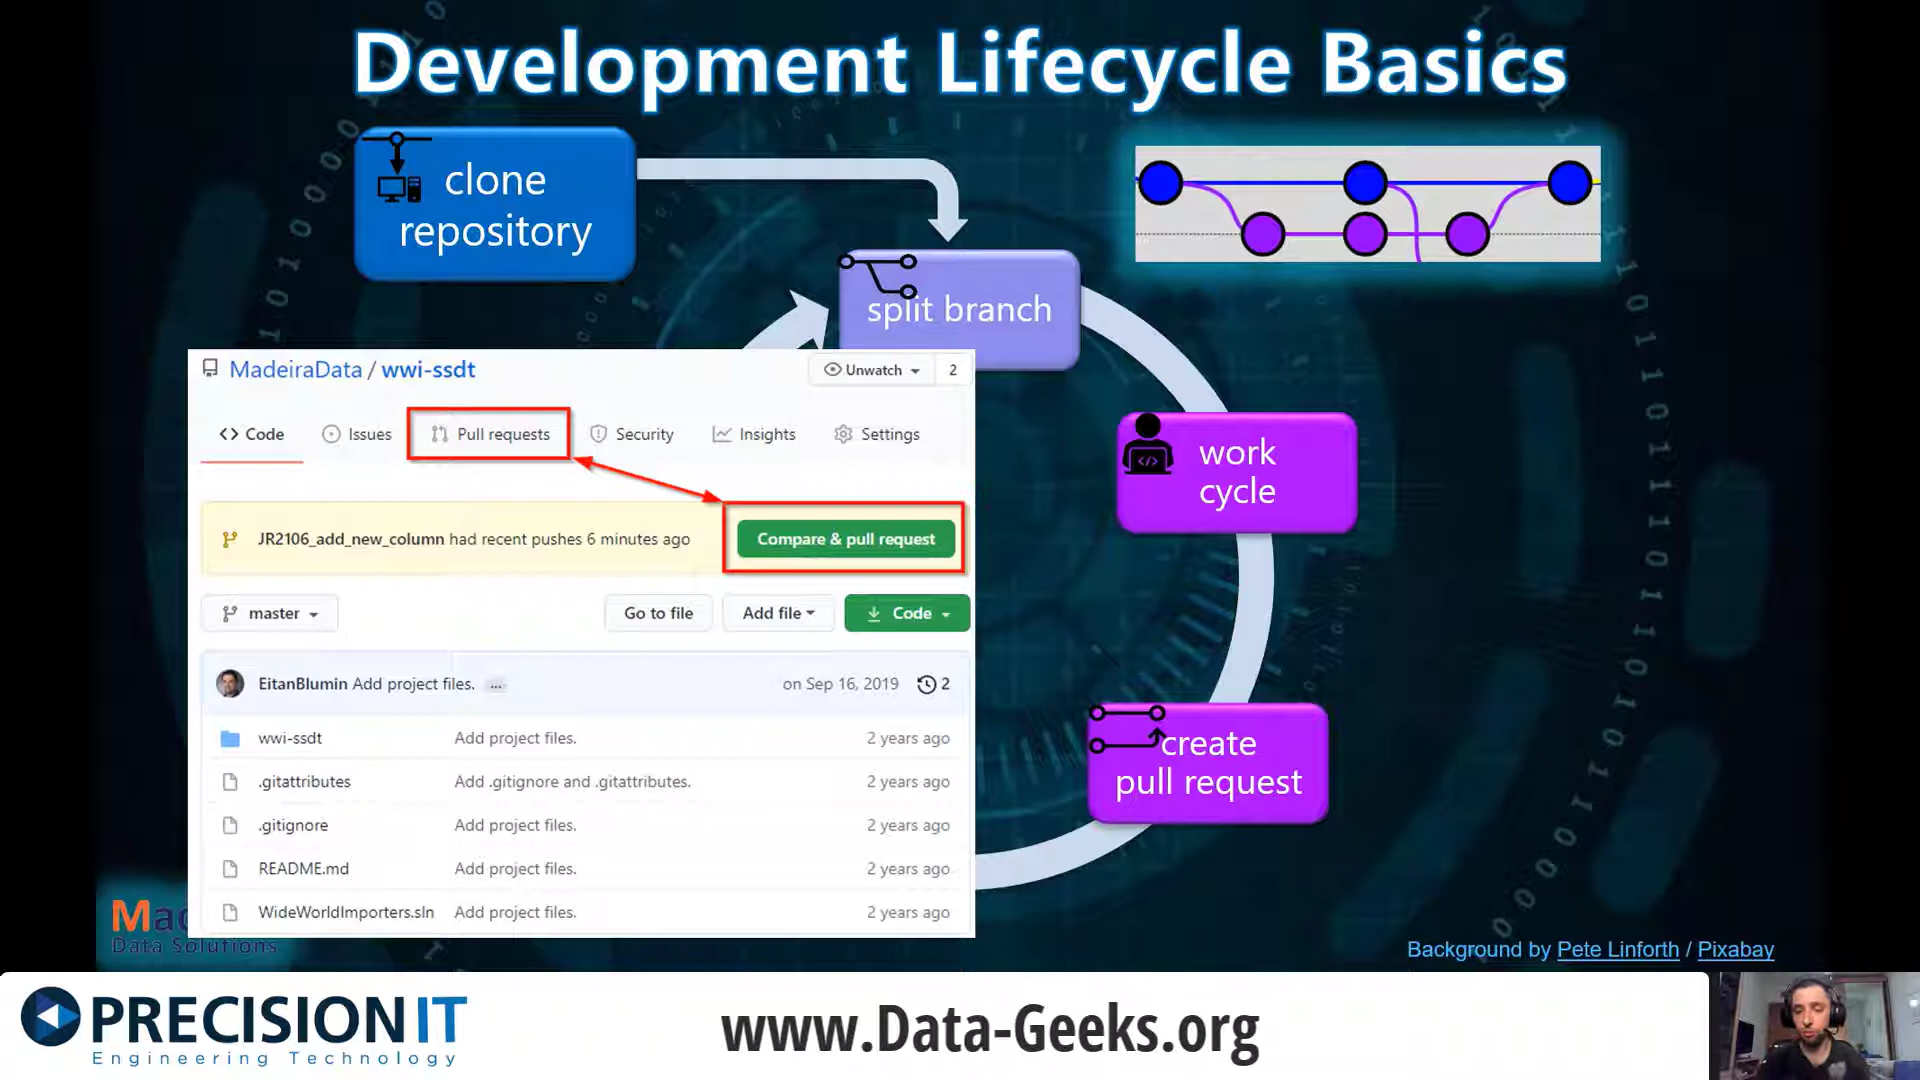 Development Lifecycle Basics
clone
repository
split branch
work
cycle
create
pull request
MadeiraData / wwi-ssdt
Unwatch
2
Code
Issues
Pull requests
Security
Insights
Settings
JR2106_add_new_column had recent pushes 6 minutes ago
Compare & pull request
master
Go to file
Add file
Code
EitanBlumin Add project files. ...
on Sep 16, 2019
2
wwi-ssdt Add project files. 2 years ago
.gitattributes Add .gitignore and .gitattributes. 2 years ago
.gitignore Add project files. 2 years ago
README.md Add project files. 2 years ago
WideWorldImporters.sln Add project files. 2 years ago
Data Solutions
Background by Pete Linforth / Pixabay
PRECISION IT
Engineering Technology
www.Data-Geeks.org